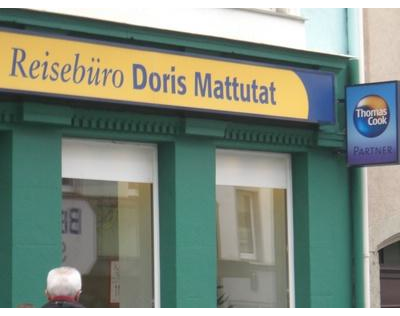 Reisebüro Doris Mattutat
Thomas
Cook
PARTNER